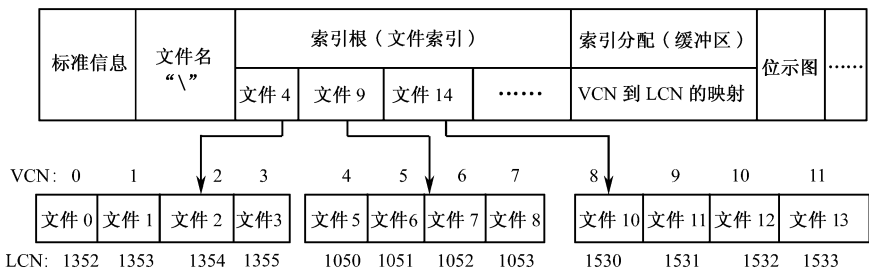 标准信息 文件名 “\” 索引根（文件索引） 索引分配（缓冲区） 位示图 ……
文件 4 文件 9 文件 14 …… VCN 到 LCN 的映射
VCN: 0 1 2 3 4 5 6 7 8 9 10 11
文件 0 文件 1 文件 2 文件3 文件 5 文件6 文件 7 文件 8 文件 10 文件 11 文件 12 文件 13
LCN: 1352 1353 1354 1355 1050 1051 1052 1053 1530 1531 1532 1533